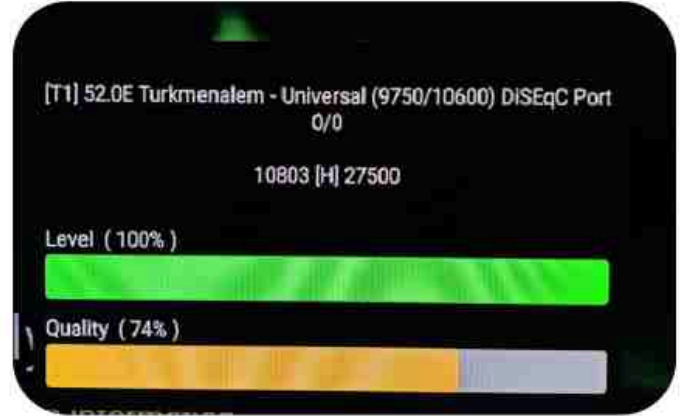 [T1] 52.0E Turkmenalem - Universal (9750/10600) DiSEqC Port
0/0
10803 [H] 27500
Level ( 100% )
Quality ( 74% )